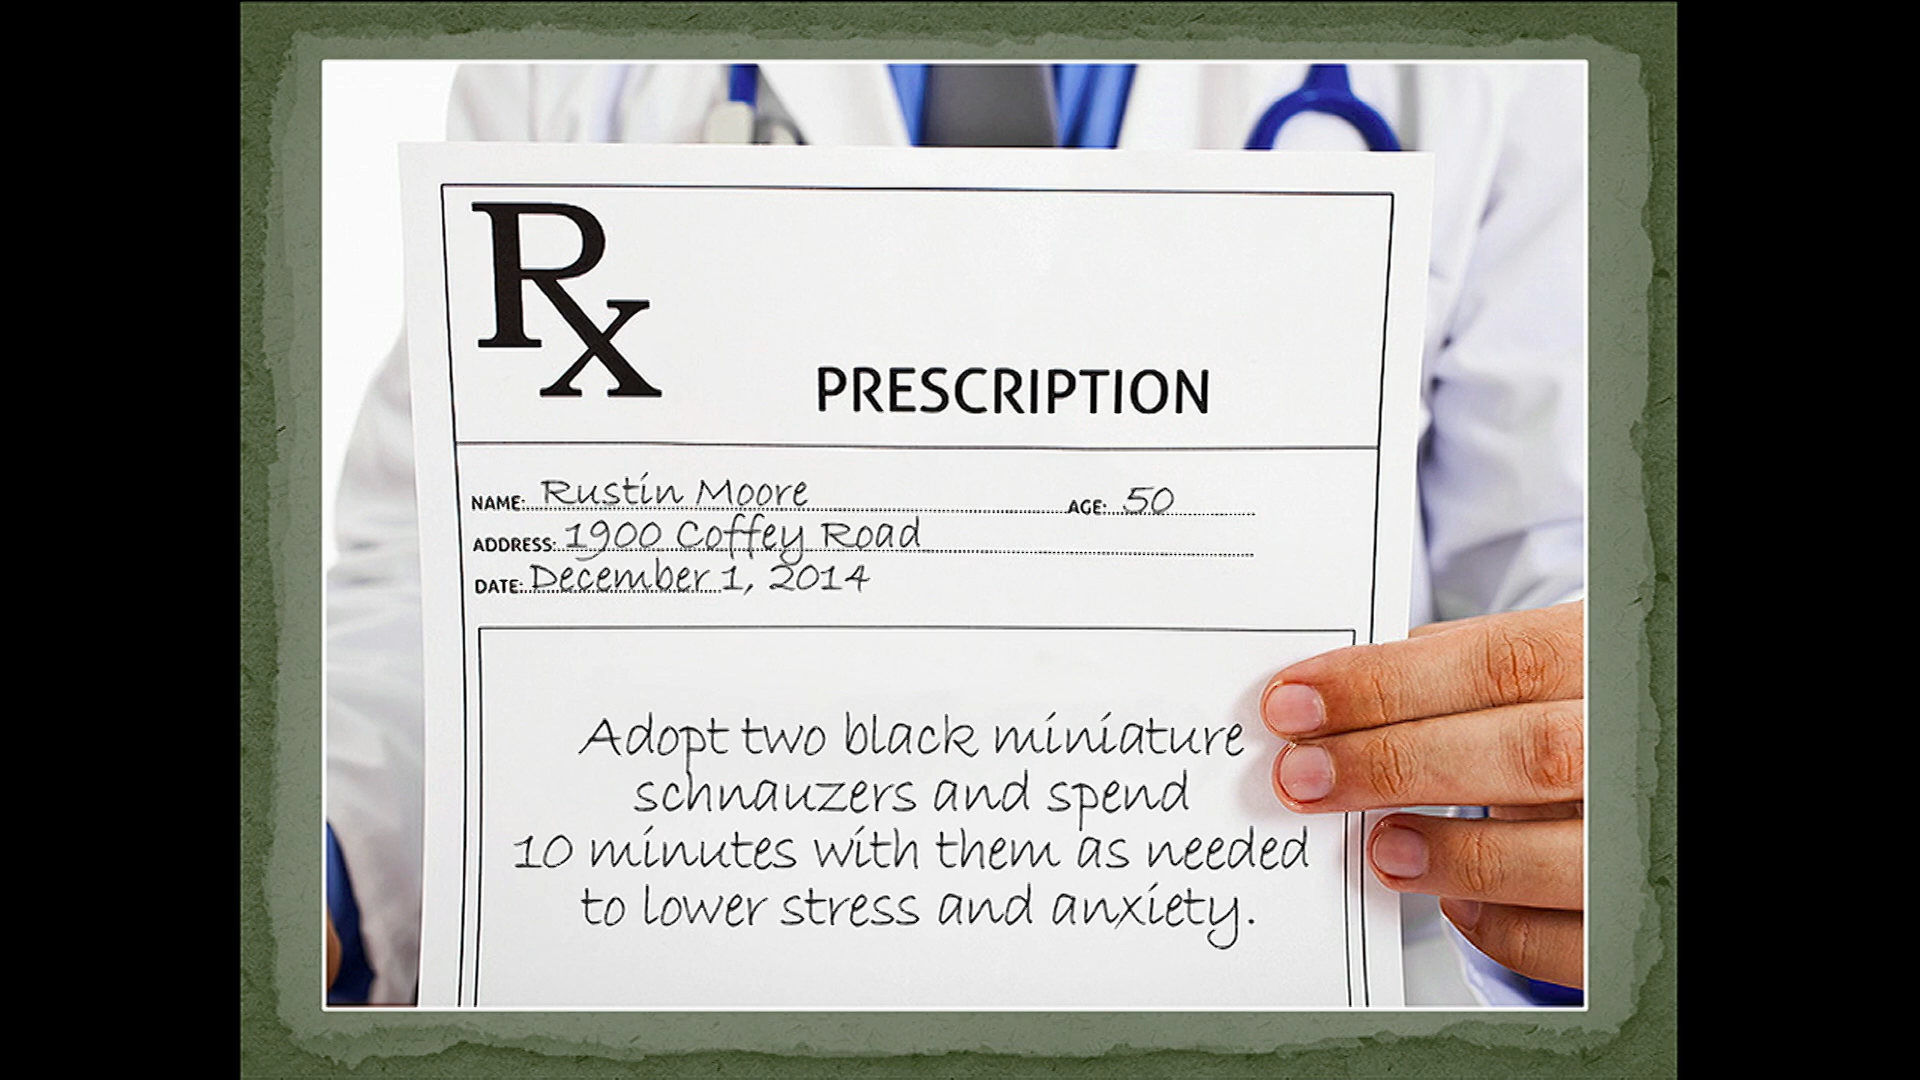 Rx
PRESCRIPTION
NAME: Rustin Moore AGE: 50
ADDRESS: 1900 Coffey Road
DATE: December 1, 2014
Adopt two black miniature
schnauzers and spend
10 minutes with them as needed
to lower stress and anxiety.